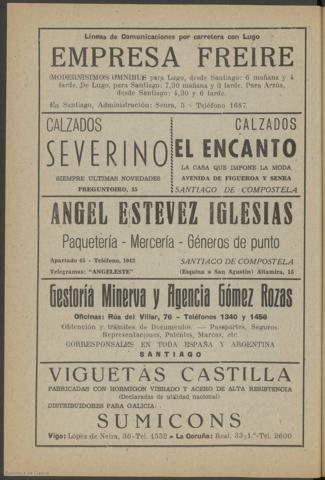 Líneas de Comunicaciones por carretera con Lugo
EMPRESA FREIRE
MODERNISIMOS OMNIBUS para Lugo, desde Santiago: 6 mañana y 4
tarde. De Lugo, para Santiago: 7,30 mañana y 3 tarde. Para Arzúa,
desde Santiago: 4,30 y 6 tarde.
En Santiago, Administración: Senra, 5 - Teléfono 1687.
CALZADOS
SEVERINO
SIEMPRE ULTIMAS NOVEDADES
PREGUNTOIRO, 35
CALZADOS
EL ENCANTO
LA CASA QUE IMPONE LA MODA
AVENIDA DE FIGUEROA Y SENRA
SANTIAGO DE COMPOSTELA
ANGEL ESTEVEZ IGLESIAS
Paquetería - Mercería - Géneros de punto
Apartado 45 - Teléfono, 1042
SANTIAGO DE COMPOSTELA
Telegramas: "ANGELESTE"
(Esquina a San Agustín) Altamira, 15
Gestoría Minerva y Agencia Gómez Rozas
Oficinas: Rúa del Villar, 76 - Teléfonos 1340 y 1456
Obtención y trámites de Documentos. — Pasaportes, Seguros.
Representaciones, Patentes, Marcas, etc.
CORRESPONSALES EN TODA ESPAÑA Y ARGENTINA
SANTIAGO
VIGUETAS CASTILLA
FABRICADAS CON HORMIGON VIBRADO Y ACERO DE ALTA RESISTENCIA
(Declaradas de utilidad nacional)
DISTRIBUIDORES PARA GALICIA:
SUMICONS
Vigo: López de Neira, 36-Tel. 1532 - La Coruña: Real, 33-1.º-Tel. 2600
Biblioteca de Galicia